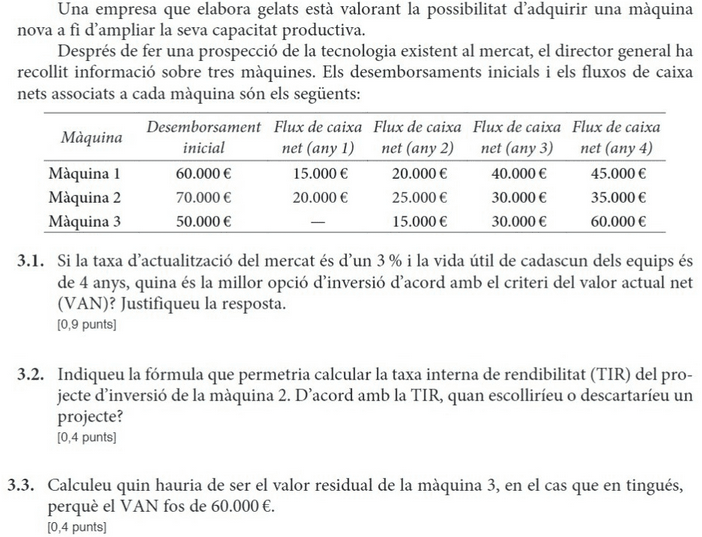 Una empresa que elabora gelats està valorant la possibilitat d'adquirir una màquina
nova a fi d'ampliar la seva capacitat productiva.
Després de fer una prospecció de la tecnologia existent al mercat, el director general ha
recollit informació sobre tres màquines. Els desemborsaments inicials i els fluxos de caixa
nets associats a cada màquina són els següents:
Màquina Desemborsament inicial Flux de caixa net (any 1) Flux de caixa net (any 2) Flux de caixa net (any 3) Flux de caixa net (any 4)
Màquina 1 60.000 € 15.000 € 20.000 € 40.000 € 45.000 €
Màquina 2 70.000 € 20.000 € 25.000 € 30.000 € 35.000 €
Màquina 3 50.000 € — 15.000 € 30.000 € 60.000 €
3.1. Si la taxa d'actualització del mercat és d'un 3 % i la vida útil de cadascun dels equips és
de 4 anys, quina és la millor opció d'inversió d'acord amb el criteri del valor actual net
(VAN)? Justifiqueu la resposta.
[0,9 punts]
3.2. Indiqueu la fórmula que permetria calcular la taxa interna de rendibilitat (TIR) del pro-
jecte d'inversió de la màquina 2. D'acord amb la TIR, quan escolliríeu o descartaríeu un
projecte?
[0,4 punts]
3.3. Calculeu quin hauria de ser el valor residual de la màquina 3, en el cas que en tingués,
perquè el VAN fos de 60.000 €.
[0,4 punts]